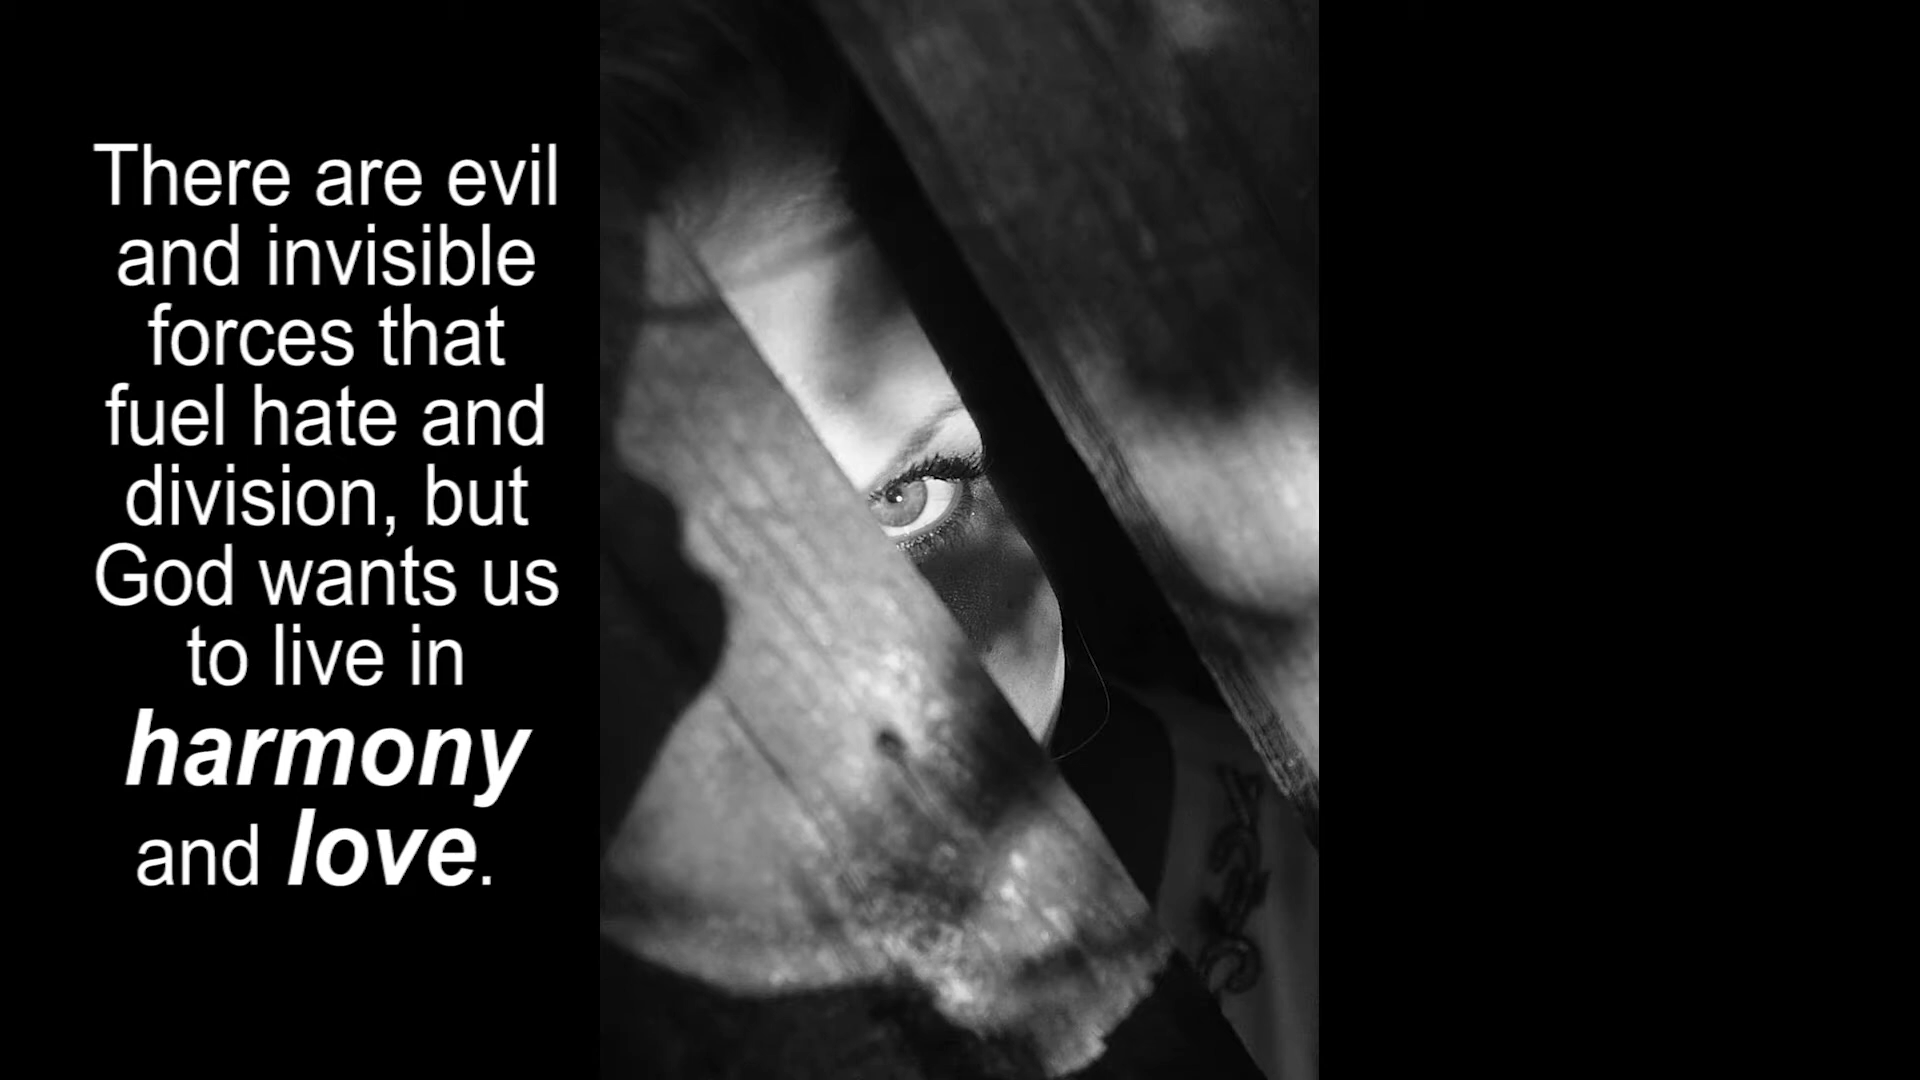 There are evil
and invisible
forces that
fuel hate and
division, but
God wants us
to live in
harmony
and love.